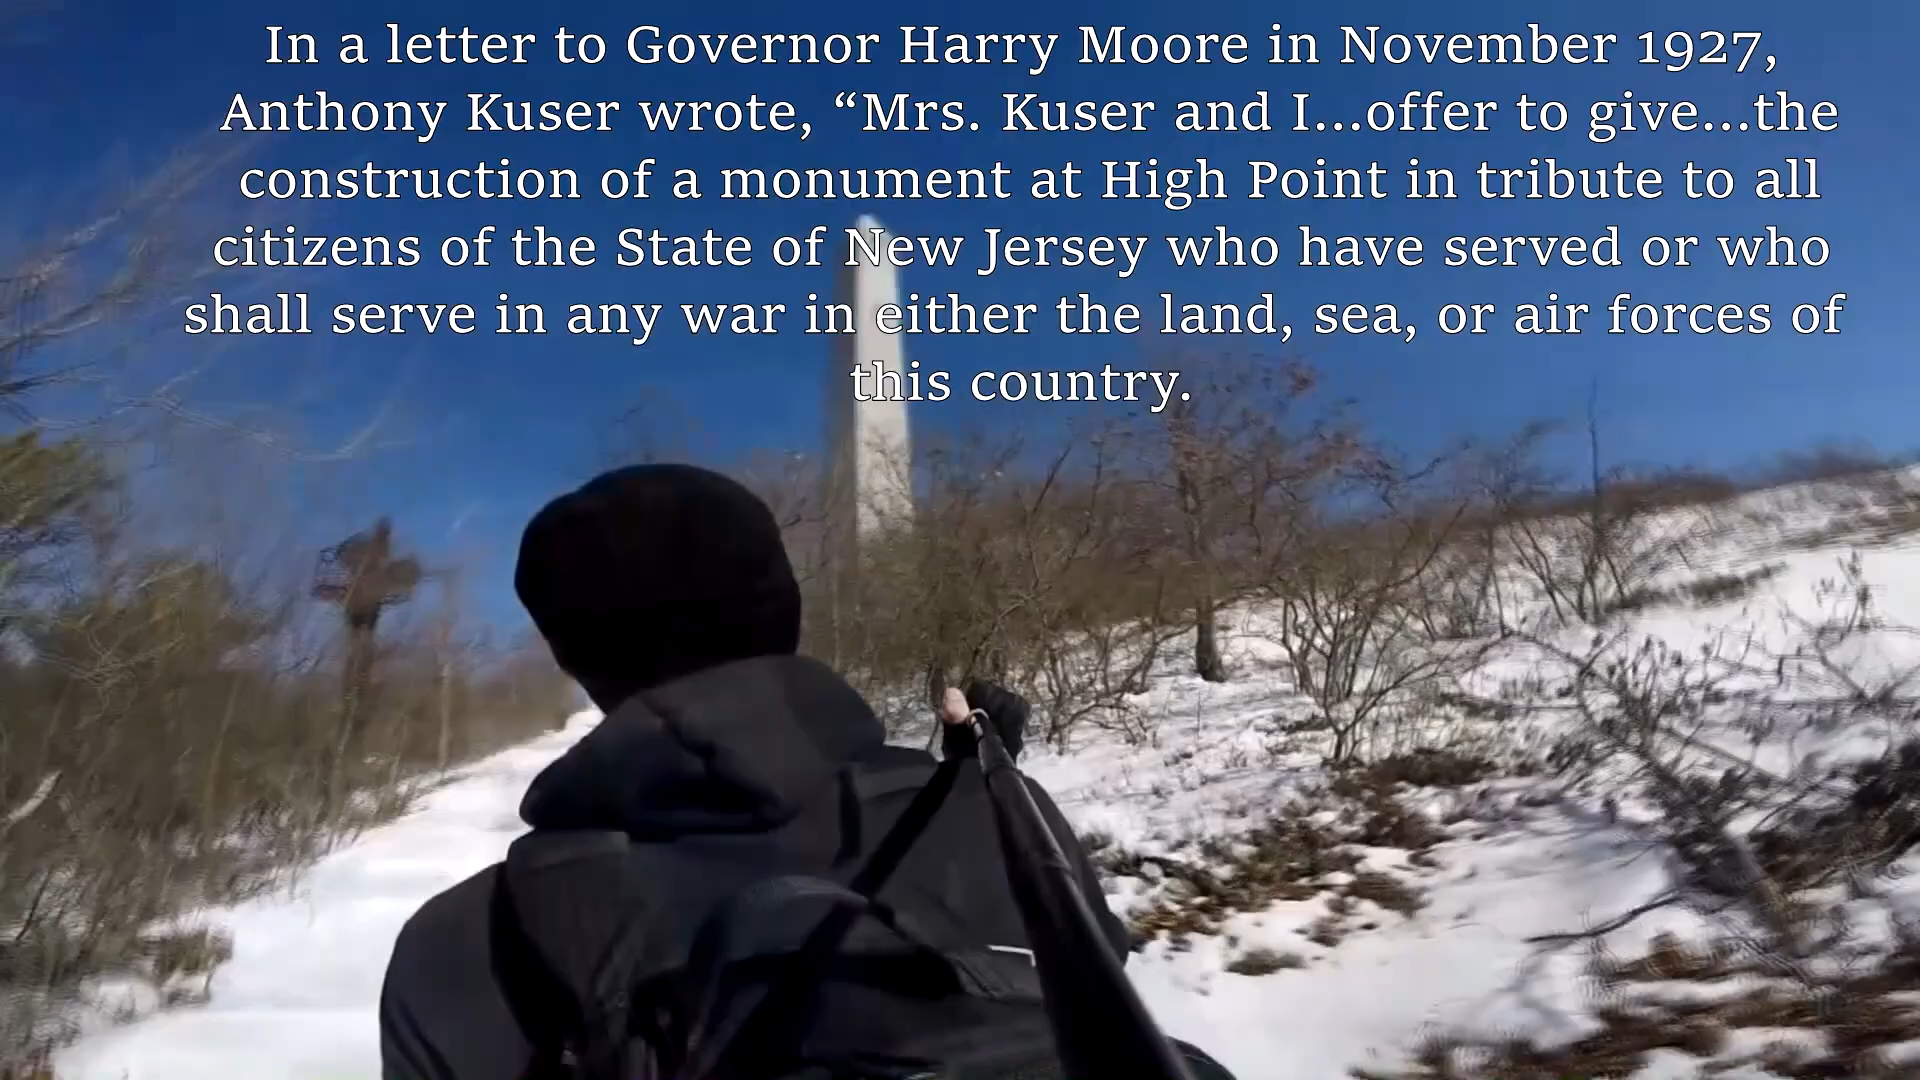 In a letter to Governor Harry Moore in November 1927,
Anthony Kuser wrote, “Mrs. Kuser and I...offer to give...the
construction of a monument at High Point in tribute to all
citizens of the State of New Jersey who have served or who
shall serve in any war in either the land, sea, or air forces of
this country.